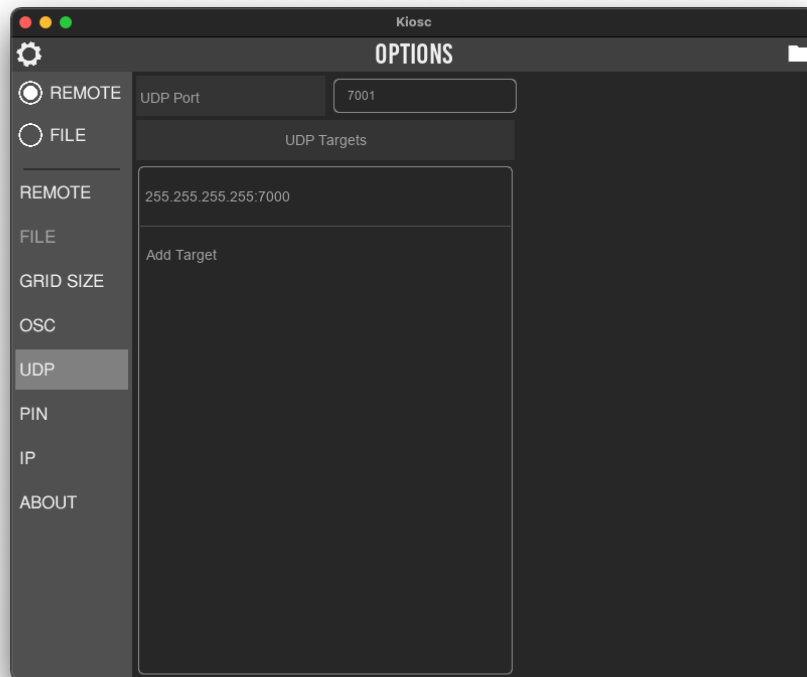 Kiosc
OPTIONS
REMOTE
FILE
REMOTE
FILE
GRID SIZE
OSC
UDP
PIN
IP
ABOUT
UDP Port
7001
UDP Targets
255.255.255.255:7000
Add Target